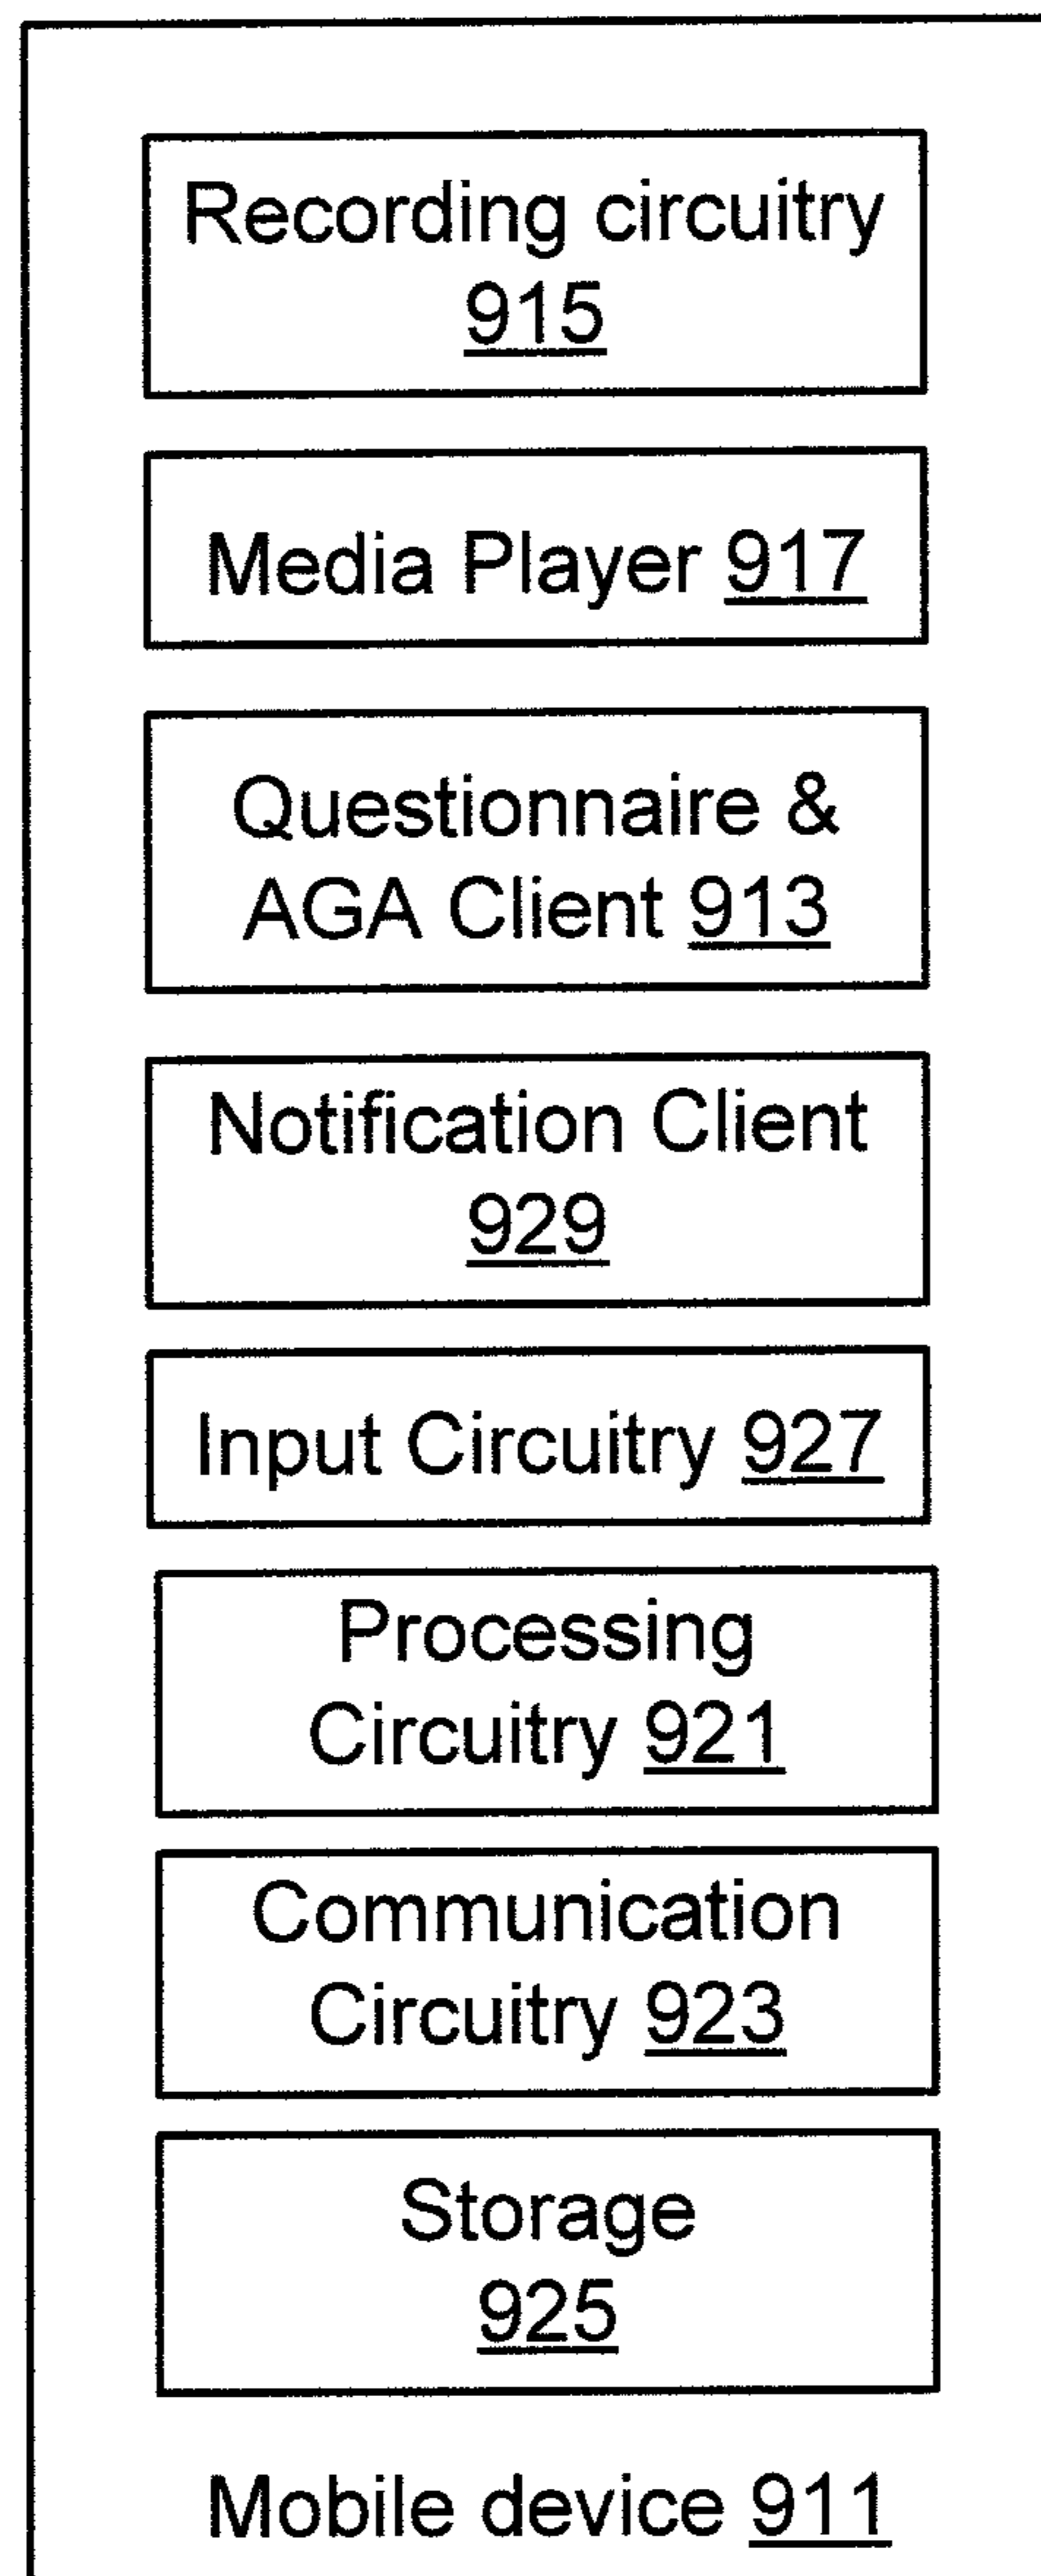 Recording circuitry
915
Media Player 917
Questionnaire &
AGA Client 913
Notification Client
929
Input Circuitry 927
Processing
Circuitry 921
Communication
Circuitry 923
Storage
925
Mobile device 911